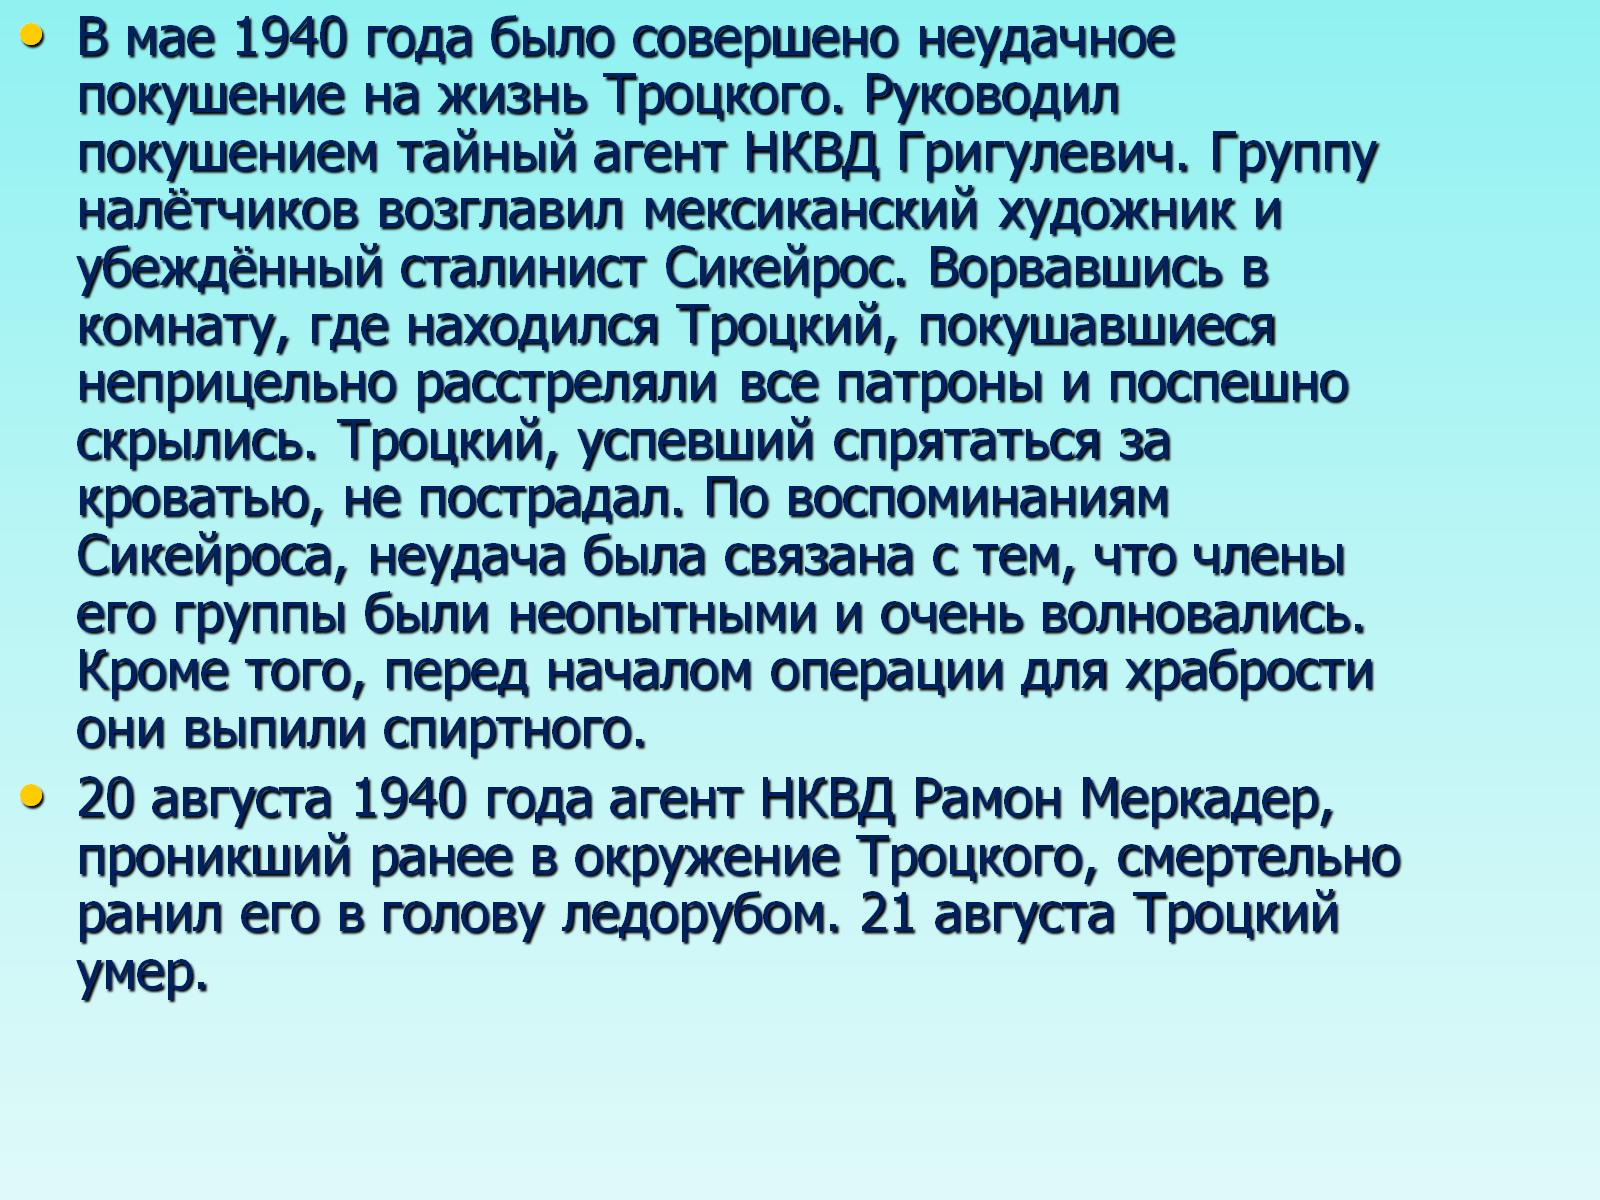 • В мае 1940 года было совершено неудачное
покушение на жизнь Троцкого. Руководил
покушением тайный агент НКВД Григулевич. Группу
налётчиков возглавил мексиканский художник и
убеждённый сталинист Сикейрос. Ворвавшись в
комнату, где находился Троцкий, покушавшиеся
неприцельно расстреляли все патроны и поспешно
скрылись. Троцкий, успевший спрятаться за
кроватью, не пострадал. По воспоминаниям
Сикейроса, неудача была связана с тем, что члены
его группы были неопытными и очень волновались.
Кроме того, перед началом операции для храбрости
они выпили спиртного.
• 20 августа 1940 года агент НКВД Рамон Меркадер,
проникший ранее в окружение Троцкого, смертельно
ранил его в голову ледорубом. 21 августа Троцкий
умер.